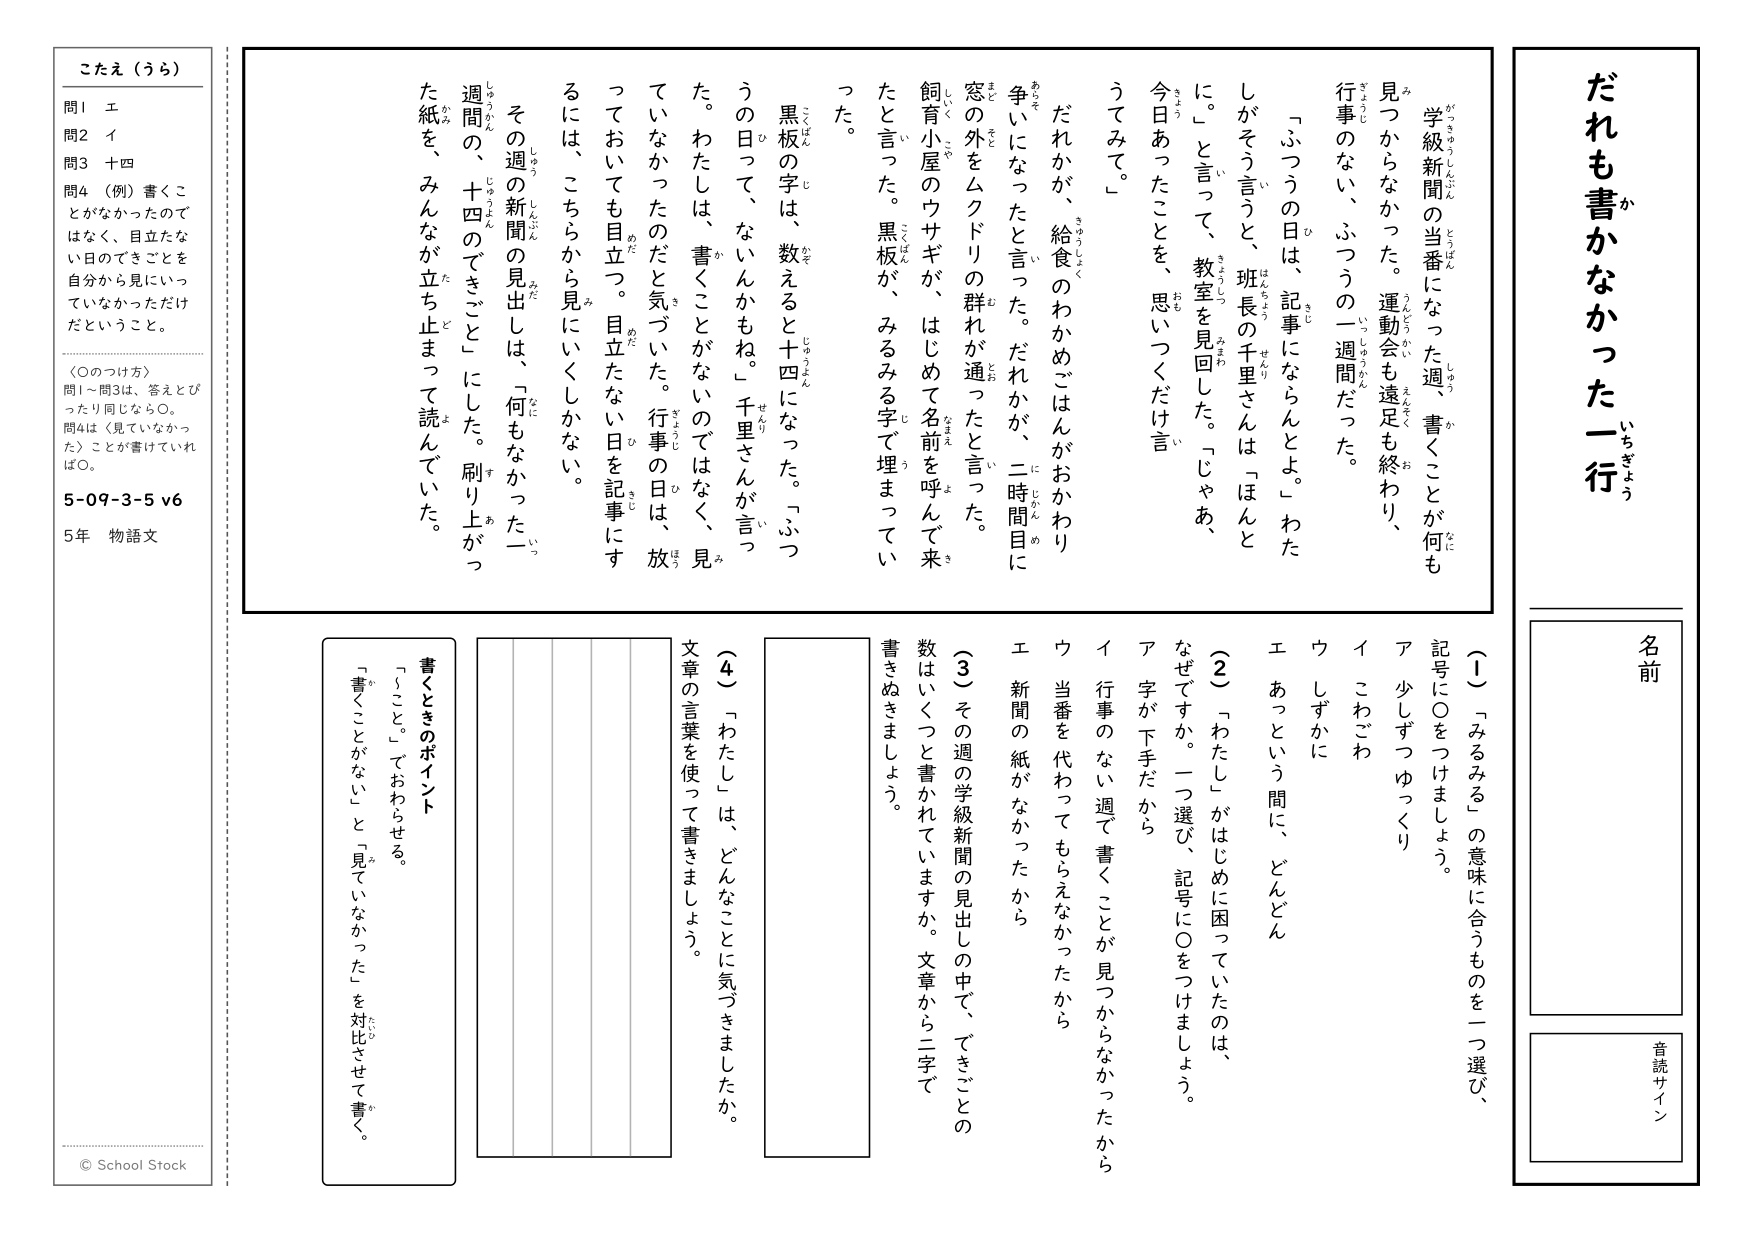 だれも書かなかった一行
名前
音読サイン
学級新聞の当番になった週、書くことが何も
見つからなかった。運動会も遠足も終わり、
行事のない、ふつうの一週間だった。
「ふつうの日は、記事にならんとよ。」わた
しがそう言うと、班長の千里さんは「ほんと
に。」と言って、教室を見回した。「じゃあ、
今日あったことを、思いつくだけ言
うてみて。」
だれかが、給食のわかめごはんがおかわり
争いになったと言った。だれかが、二時間目に
窓の外をムクドリの群れが通ったと言った。
飼育小屋のウサギが、はじめて名前を呼んで来
たと言った。黒板が、みるみる字で埋まってい
った。
黒板の字は、数えると十四になった。「ふつ
うの日って、ないんかもね。」千里さんが言っ
た。わたしは、書くことがないのではなく、見
ていなかったのだと気づいた。行事の日は、放
っておいても目立つ。目立たない日を記事にす
るには、こちらから見にいくしかない。
その週の新聞の見出しは、「何もなかった一
週間の、十四のできごと」にした。刷り上がっ
た紙を、みんなが立ち止まって読んでいた。
(1)「みるみる」の意味に合うものを一つ選び、
記号に○をつけましょう。
ア 少しずつ ゆっくり
イ こわごわ
ウ しずかに
エ あっという間に、どんどん
(2)「わたし」がはじめに困っていたのは、
なぜですか。一つ選び、記号に○をつけましょう。
ア 字が 下手だ から
イ 行事の ない 週で 書く ことが 見つからなかった から
ウ 当番を 代わって もらえなかった から
エ 新聞の 紙がなかった から
(3)その週の学級新聞の見出しの中で、できごとの
数はいくつと書かれていますか。文章から二字で
書きぬきましょう。
(4)「わたし」は、どんなことに気づきましたか。
文章の言葉を使って書きましょう。
書くときのポイント
「～こと。」でおわらせる。
「書くことがない」と「見ていなかった」を対比させて書く。
こたえ(うら)
問1 エ
問2 イ
問3 十四
問4 (例)書くこ
とがなかったので
はなく、目立たな
い日のできごとを
自分から見にいっ
ていなかっただけ
だということ。
〈○のつけ方〉
問1～問3は、答えとぴ
ったり同じなら○。
問4は〈見ていなかっ
た〉ことが書けていれ
ば○。
5-09-3-5 v6
5年 物語文
© School Stock